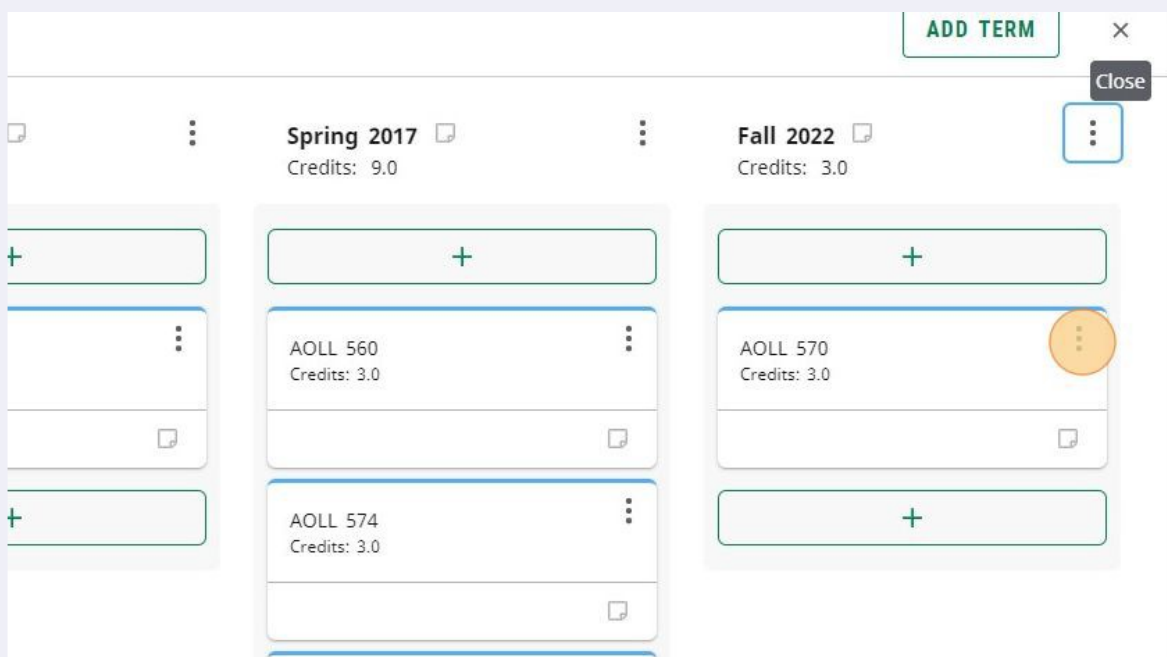 ADD TERM
Close
Spring 2017
Credits: 9.0
Fall 2022
Credits: 3.0
+
+
+
AOLL 560
Credits: 3.0
AOLL 570
Credits: 3.0
+
+
AOLL 574
Credits: 3.0